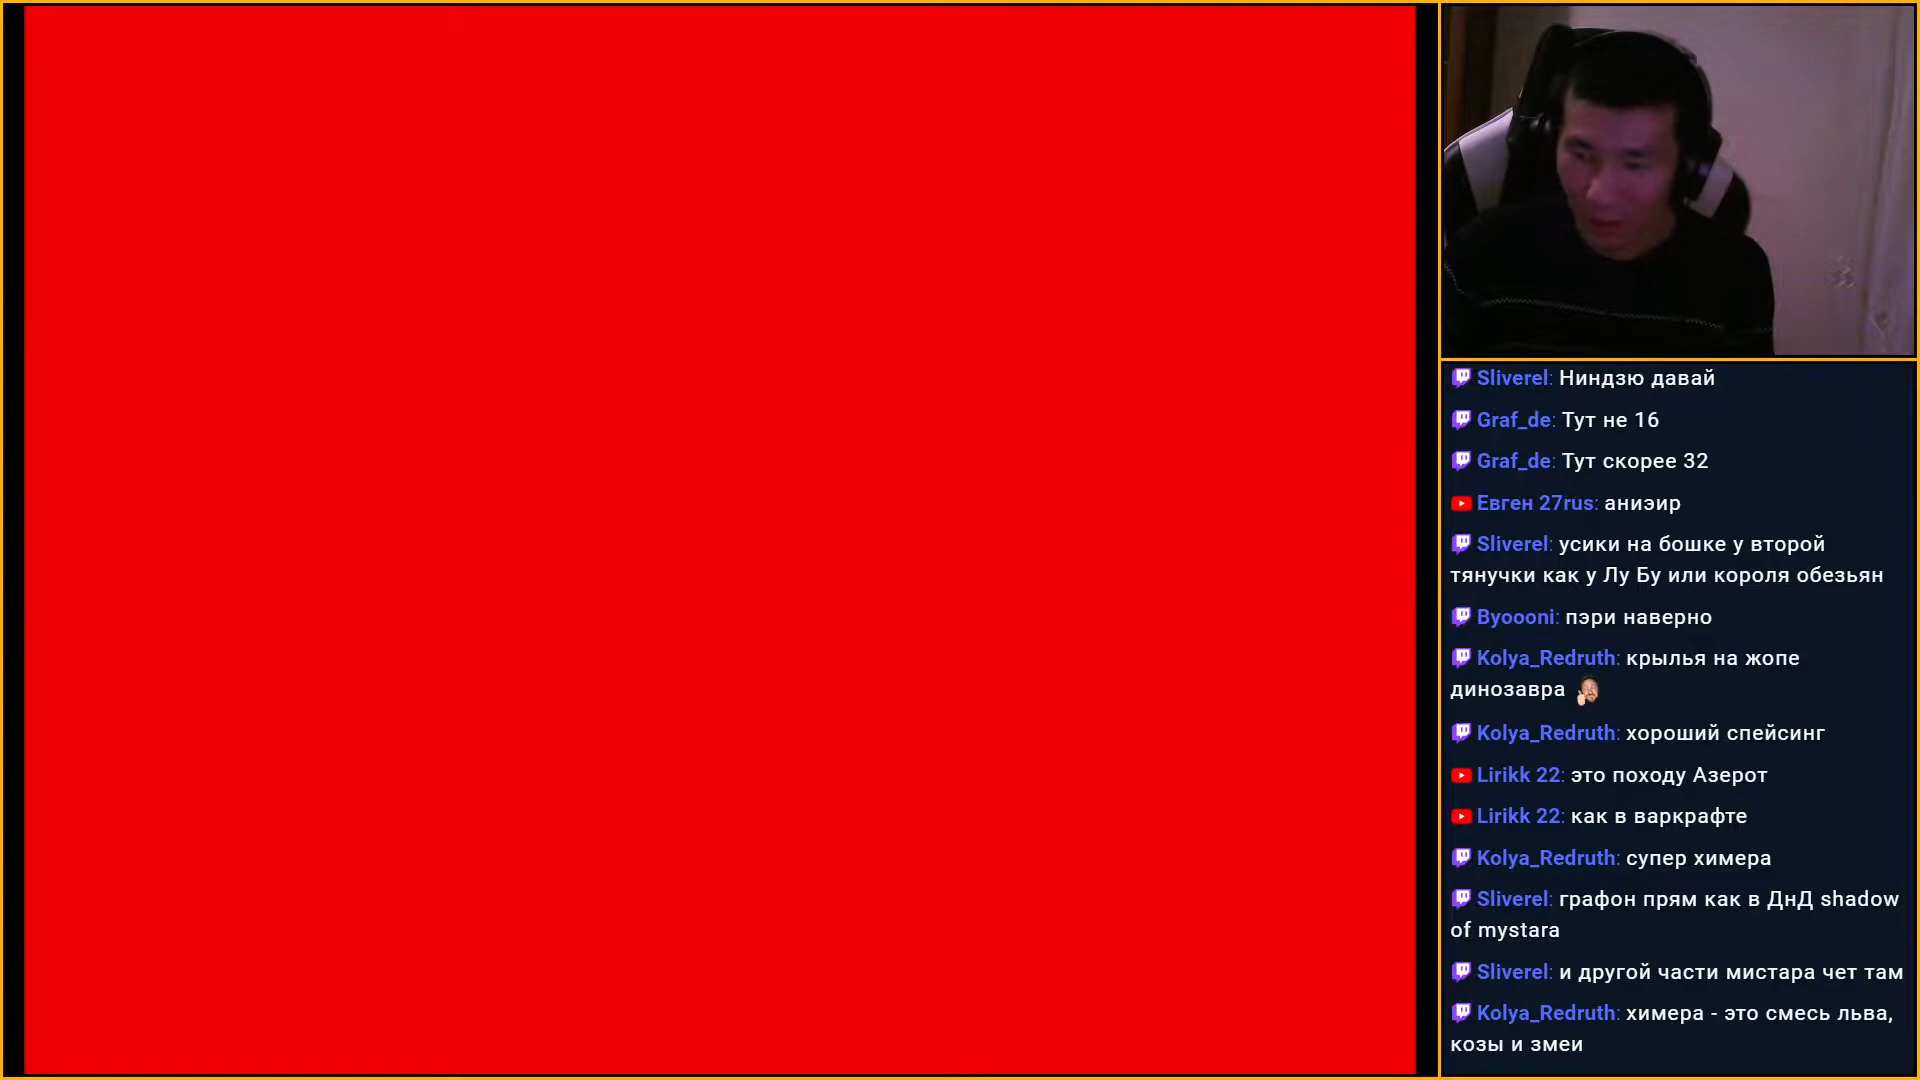 Sliverel: Ниндзю давай
Graf_de: Тут не 16
Graf_de: Тут скорее 32
Евген 27rus: аниэир
Sliverel: усики на бошке у второй
тянучки как у Лу Бу или короля обезьян
Byoooni: пэри наверно
Kolya_Redruth: крылья на жопе
динозавра
Kolya_Redruth: хороший спейсинг
Lirikk 22: это походу Азерот
Lirikk 22: как в варкрафте
Kolya_Redruth: супер химера
Sliverel: графон прям как в ДнД shadow
of mystara
Sliverel: и другой части мистара чет там
Kolya_Redruth: химера - это смесь льва,
козы и змеи